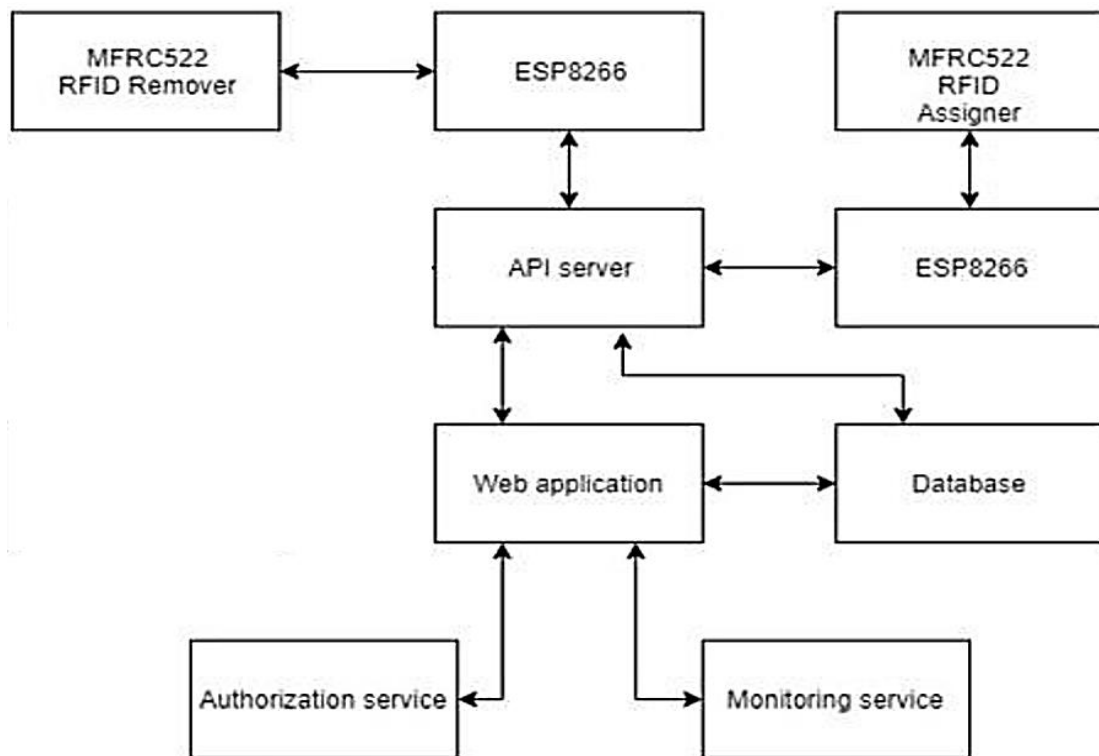 MFRC522
RFID Remover
ESP8266
MFRC522
RFID
Assigner
API server
ESP8266
Web application
Database
Authorization service
Monitoring service